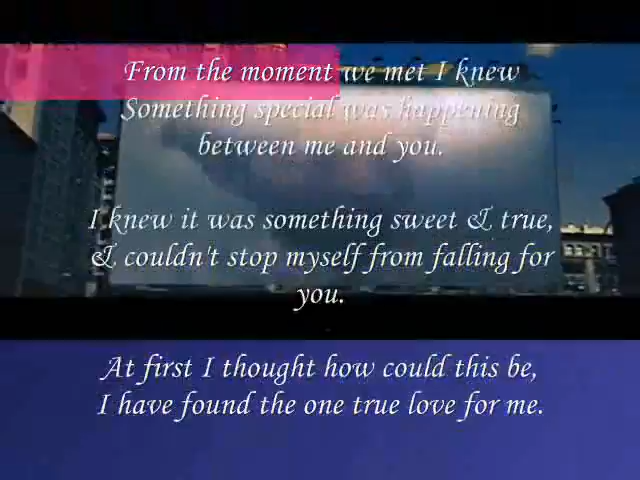 From the moment we met I knew
Something special was happening
between me and you.
I knew it was something sweet & true,
& couldn't stop myself from falling for
you.
At first I thought how could this be,
I have found the one true love for me.